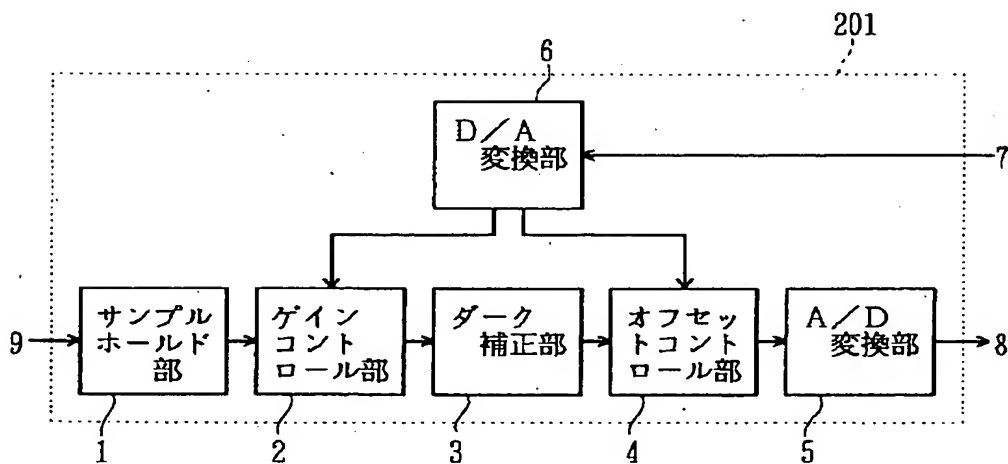 201
6
D／A
変換部
7
サンプル
ホールド
部
ゲイン
コント
ロール部
ダーク
補正部
オフセッ
トコント
ロール部
A／D
変換部
9
8
1
2
3
4
5